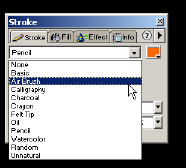 Stroke
Stroke Fill Effect Info ?
Pencil
None
Basic
Air Brush
Calligraphy
Charcoal
Crayon
Felt Tip
Oil
Pencil
Watercolor
Random
Unnatural